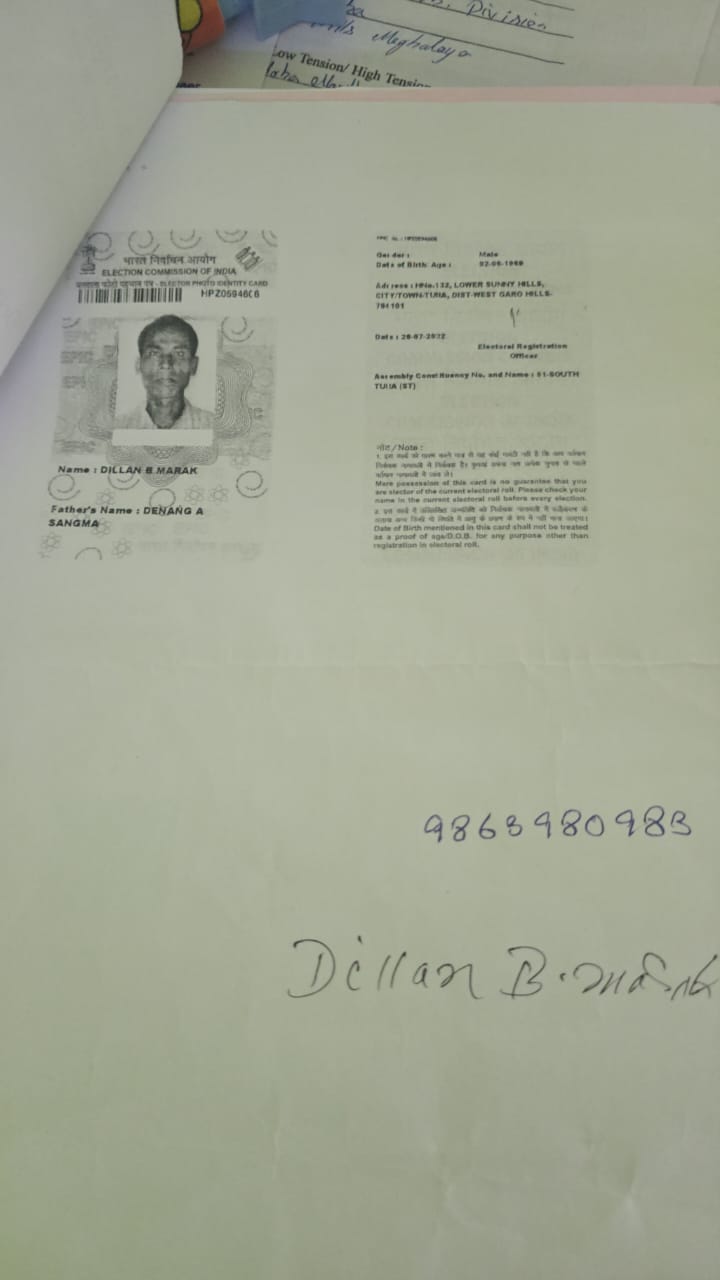 Division
Meghalaya
Low Tension/ High Tension
भारत निर्वाचन आयोग
ELECTION COMMISSION OF INDIA
पहचान पत्र - ELECTOR PHOTO IDENTITY CARD
Name : DILLAN B MARAK
Father's Name : DENANG A
SANGMA
Gender : Male
Date of Birth/Age :
Address : HNo.132, LOWER SUNNY HILLS,
CITY/TOWN-TURA, DIST-WEST GARO HILLS-
794101
Date : 26-07-2022
Electoral Registration
Officer
Assembly Constituency No. and Name : 51-SOUTH
TURA (ST)
नोट / Note :
Mere possession of this card is no guarantee that you
are elector of the current electoral roll. Please check your
name in the current electoral roll before every election.
Date of Birth mentioned in this card shall not be treated
as a proof of age/D.O.B. for any purpose other than
registration in electoral roll.
9863980983
Dillan B. Marak